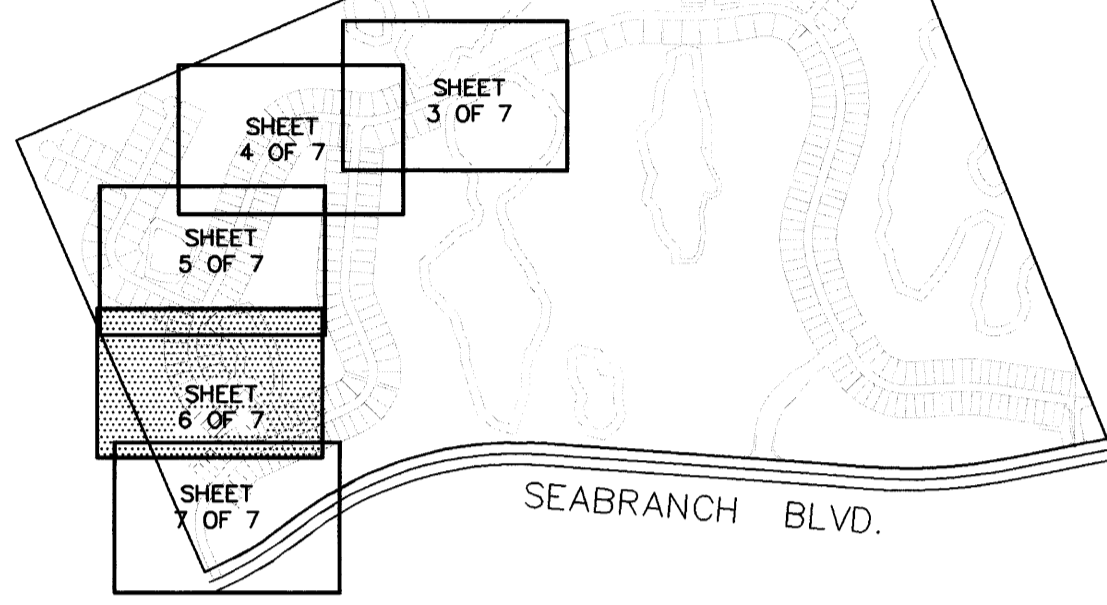 SHEET
3 OF 7
SHEET
4 OF 7
SHEET
5 OF 7
SHEET
6 OF 7
SHEET
7 OF 7
SEABRANCH BLVD.